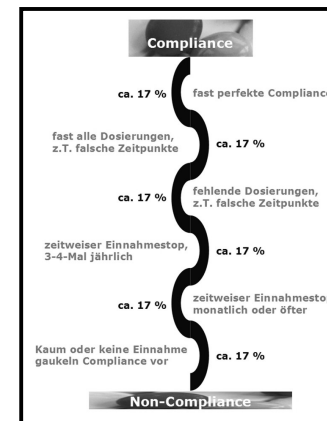 Compliance
ca. 17 %
fast perfekte Compliance
fast alle Dosierungen,
z.T. falsche Zeitpunkte
ca. 17 %
ca. 17 %
fehlende Dosierungen,
z.T. falsche Zeitpunkte
zeitweiser Einnahmestop,
3-4-Mal jährlich
ca. 17 %
ca. 17 %
zeitweiser Einnahmestop
monatlich oder öfter
Kaum oder keine Einnahme
gaukeln Compliance vor
ca. 17 %
Non-Compliance